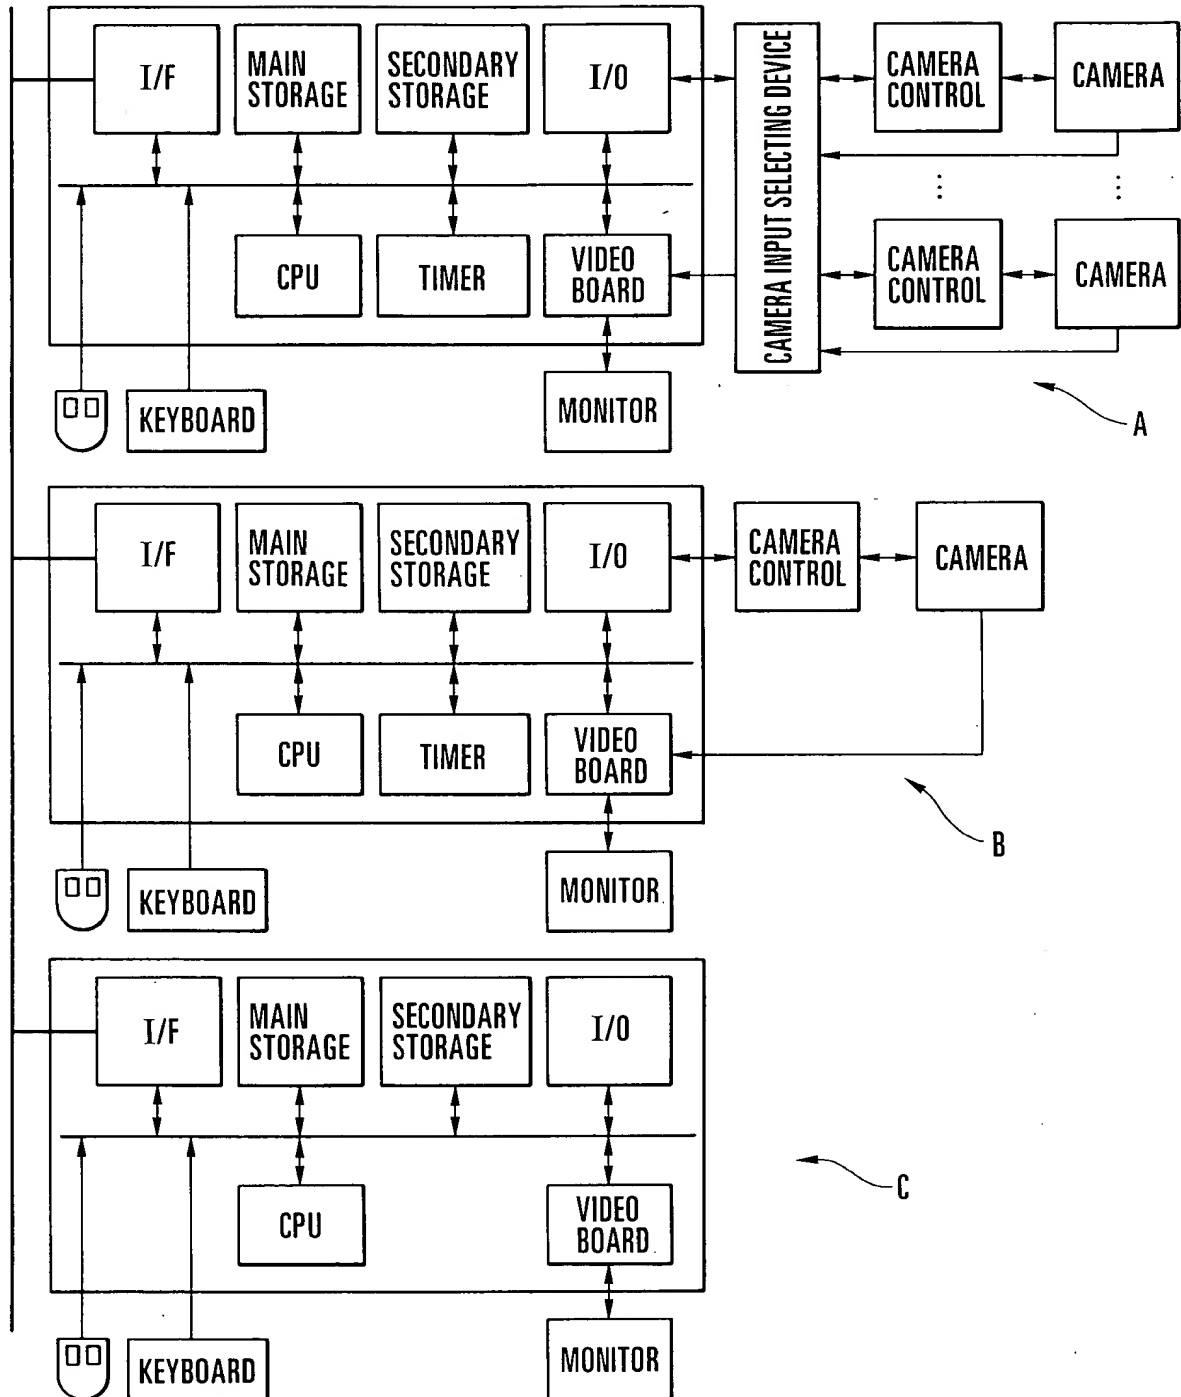 I/F
MAIN
STORAGE
SECONDARY
STORAGE
I/O
CAMERA INPUT SELECTING DEVICE
CAMERA
CONTROL
CAMERA
CPU
TIMER
VIDEO
BOARD
CAMERA
CONTROL
CAMERA
KEYBOARD
MONITOR
A
I/F
MAIN
STORAGE
SECONDARY
STORAGE
I/O
CAMERA
CONTROL
CAMERA
CPU
TIMER
VIDEO
BOARD
B
KEYBOARD
MONITOR
I/F
MAIN
STORAGE
SECONDARY
STORAGE
I/O
C
CPU
VIDEO
BOARD
KEYBOARD
MONITOR